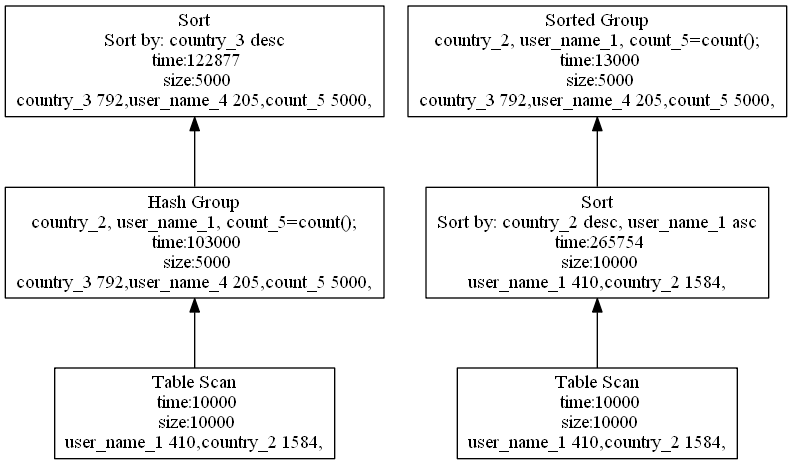 Sort
Sort by: country_3 desc
time:122877
size:5000
country_3 792,user_name_4 205,count_5 5000,
Sorted Group
country_2, user_name_1, count_5=count();
time:13000
size:5000
country_3 792,user_name_4 205,count_5 5000,
Hash Group
country_2, user_name_1, count_5=count();
time:103000
size:5000
country_3 792,user_name_4 205,count_5 5000,
Sort
Sort by: country_2 desc, user_name_1 asc
time:265754
size:10000
user_name_1 410,country_2 1584,
Table Scan
time:10000
size:10000
user_name_1 410,country_2 1584,
Table Scan
time:10000
size:10000
user_name_1 410,country_2 1584,